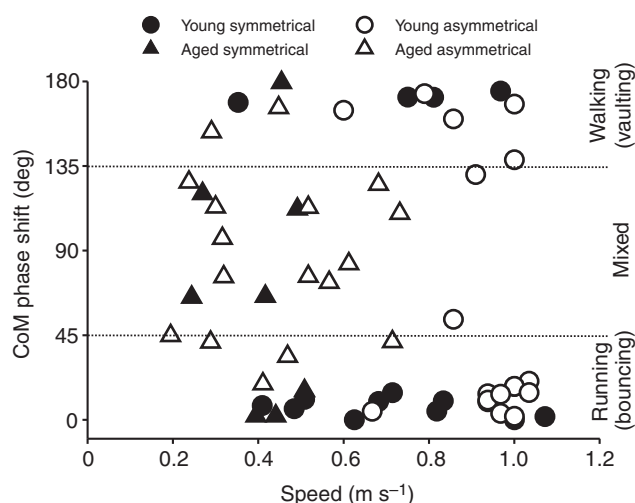 Young symmetrical
Young asymmetrical
Aged symmetrical
Aged asymmetrical
180
135
90
45
0
CoM phase shift (deg)
Walking
(vaulting)
Mixed
Running
(bouncing)
0
0.2
0.4
0.6
0.8
1.0
1.2
Speed (m s⁻¹)